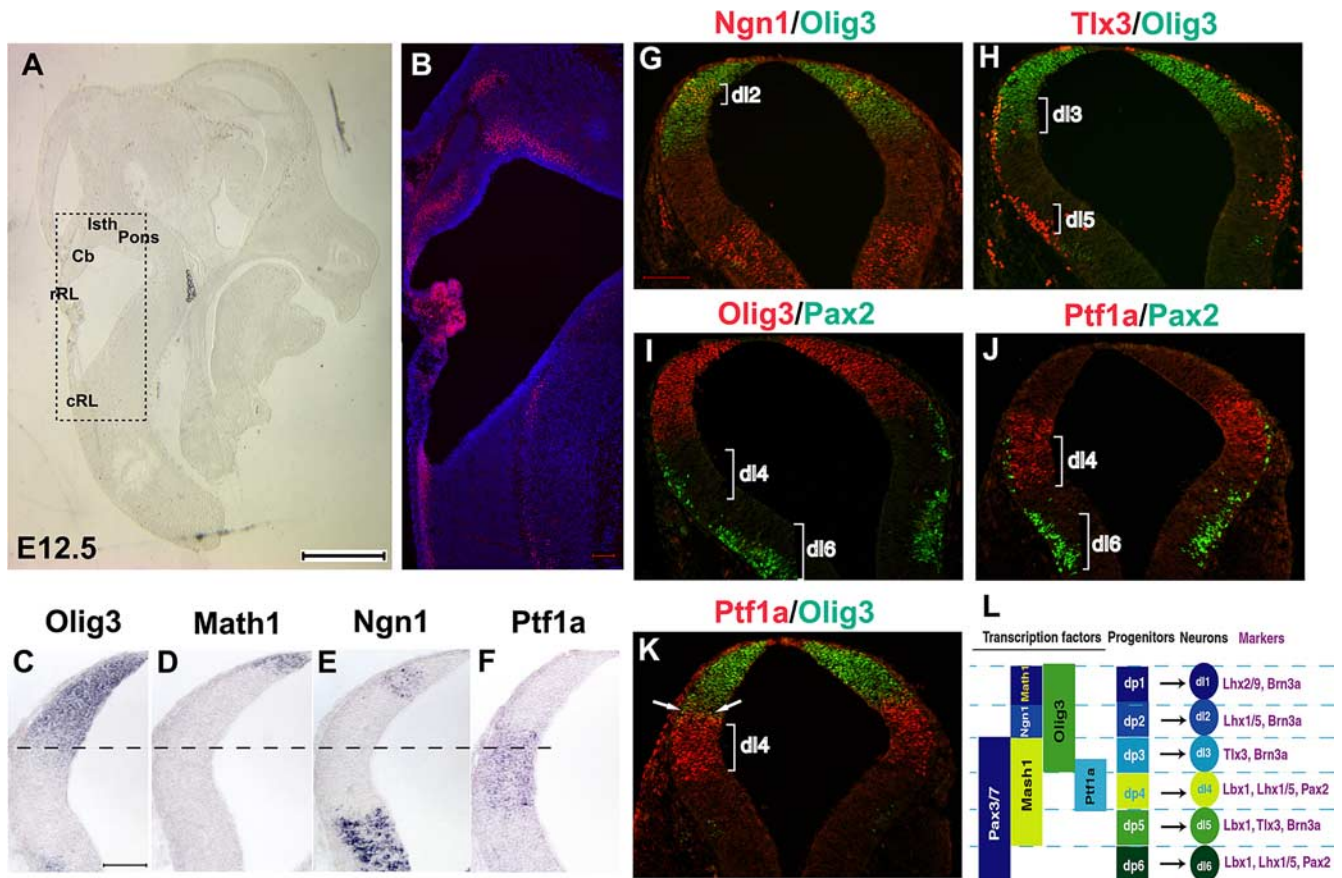 Ngn1/Olig3
Tlx3/Olig3
A
Isth
Pons
Cb
rRL
cRL
E12.5
B
G
dI2
H
dI3
dI5
Olig3/Pax2
Ptf1a/Pax2
I
dI4
dI6
J
dI4
dI6
Olig3
Math1
Ngn1
Ptf1a
C
D
E
F
Ptf1a/Olig3
K
dI4
L
Transcription factors Progenitors Neurons Markers
Math1
Ngn1
Olig3
Pax3/7
Mash1
Ptf1a
dp1 dI1 Lhx2/9, Brn3a
dp2 dI2 Lhx1/5, Brn3a
dp3 dI3 Tlx3, Brn3a
dp4 dI4 Lbx1, Lhx1/5, Pax2
dp5 dI5 Lbx1, Tlx3, Brn3a
dp6 dI6 Lbx1, Lhx1/5, Pax2